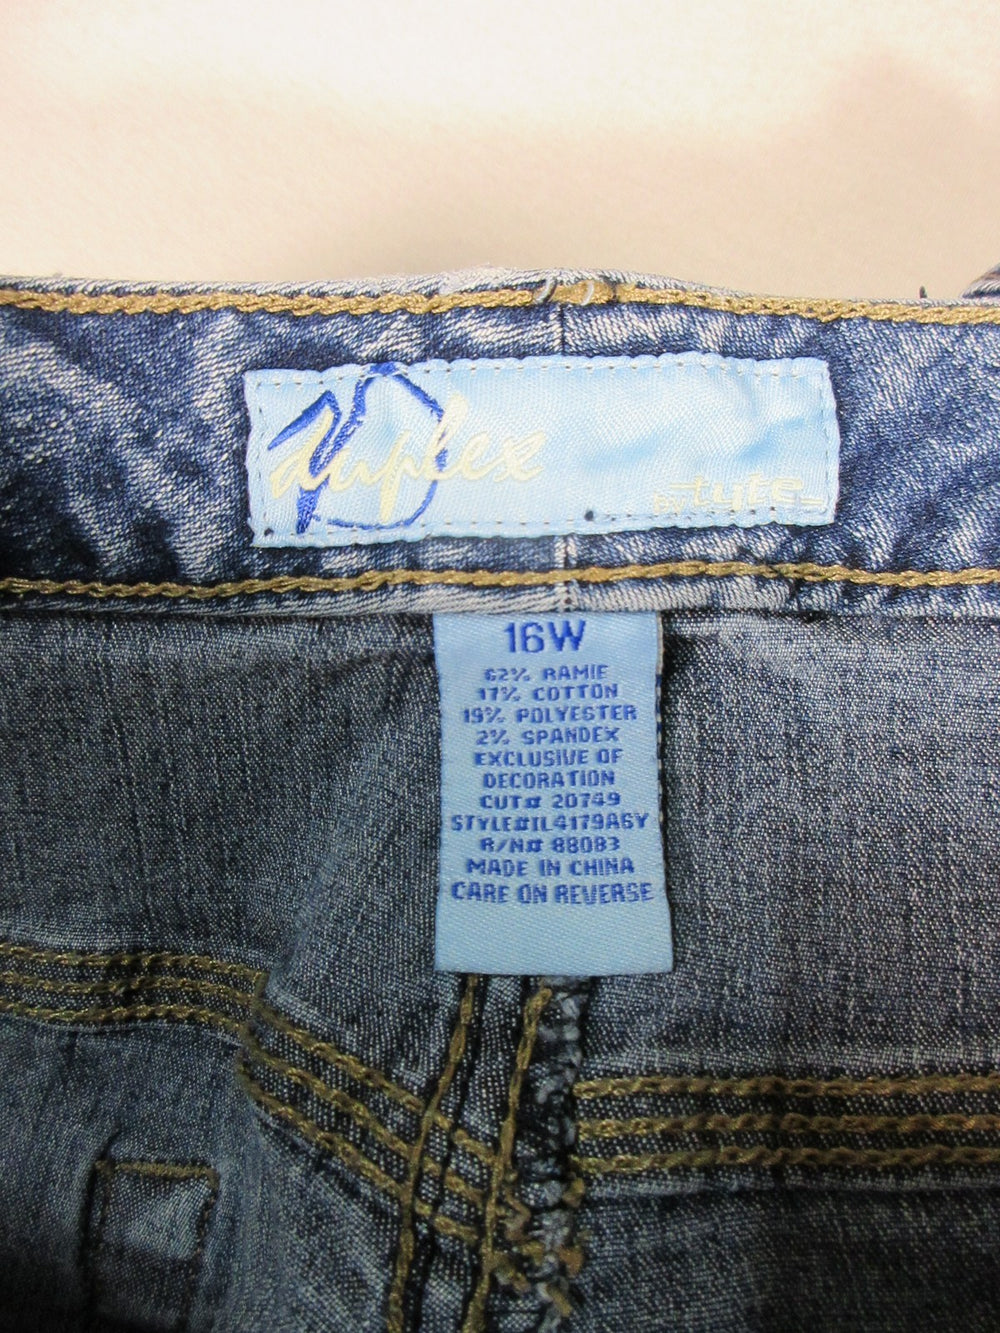 duplex
BY tyte
16W
62% RAMIE
17% COTTON
19% POLYESTER
2% SPANDEX
EXCLUSIVE OF
DECORATION
CUT# 20749
STYLE#IL4179A6Y
R/N# 88083
MADE IN CHINA
CARE ON REVERSE